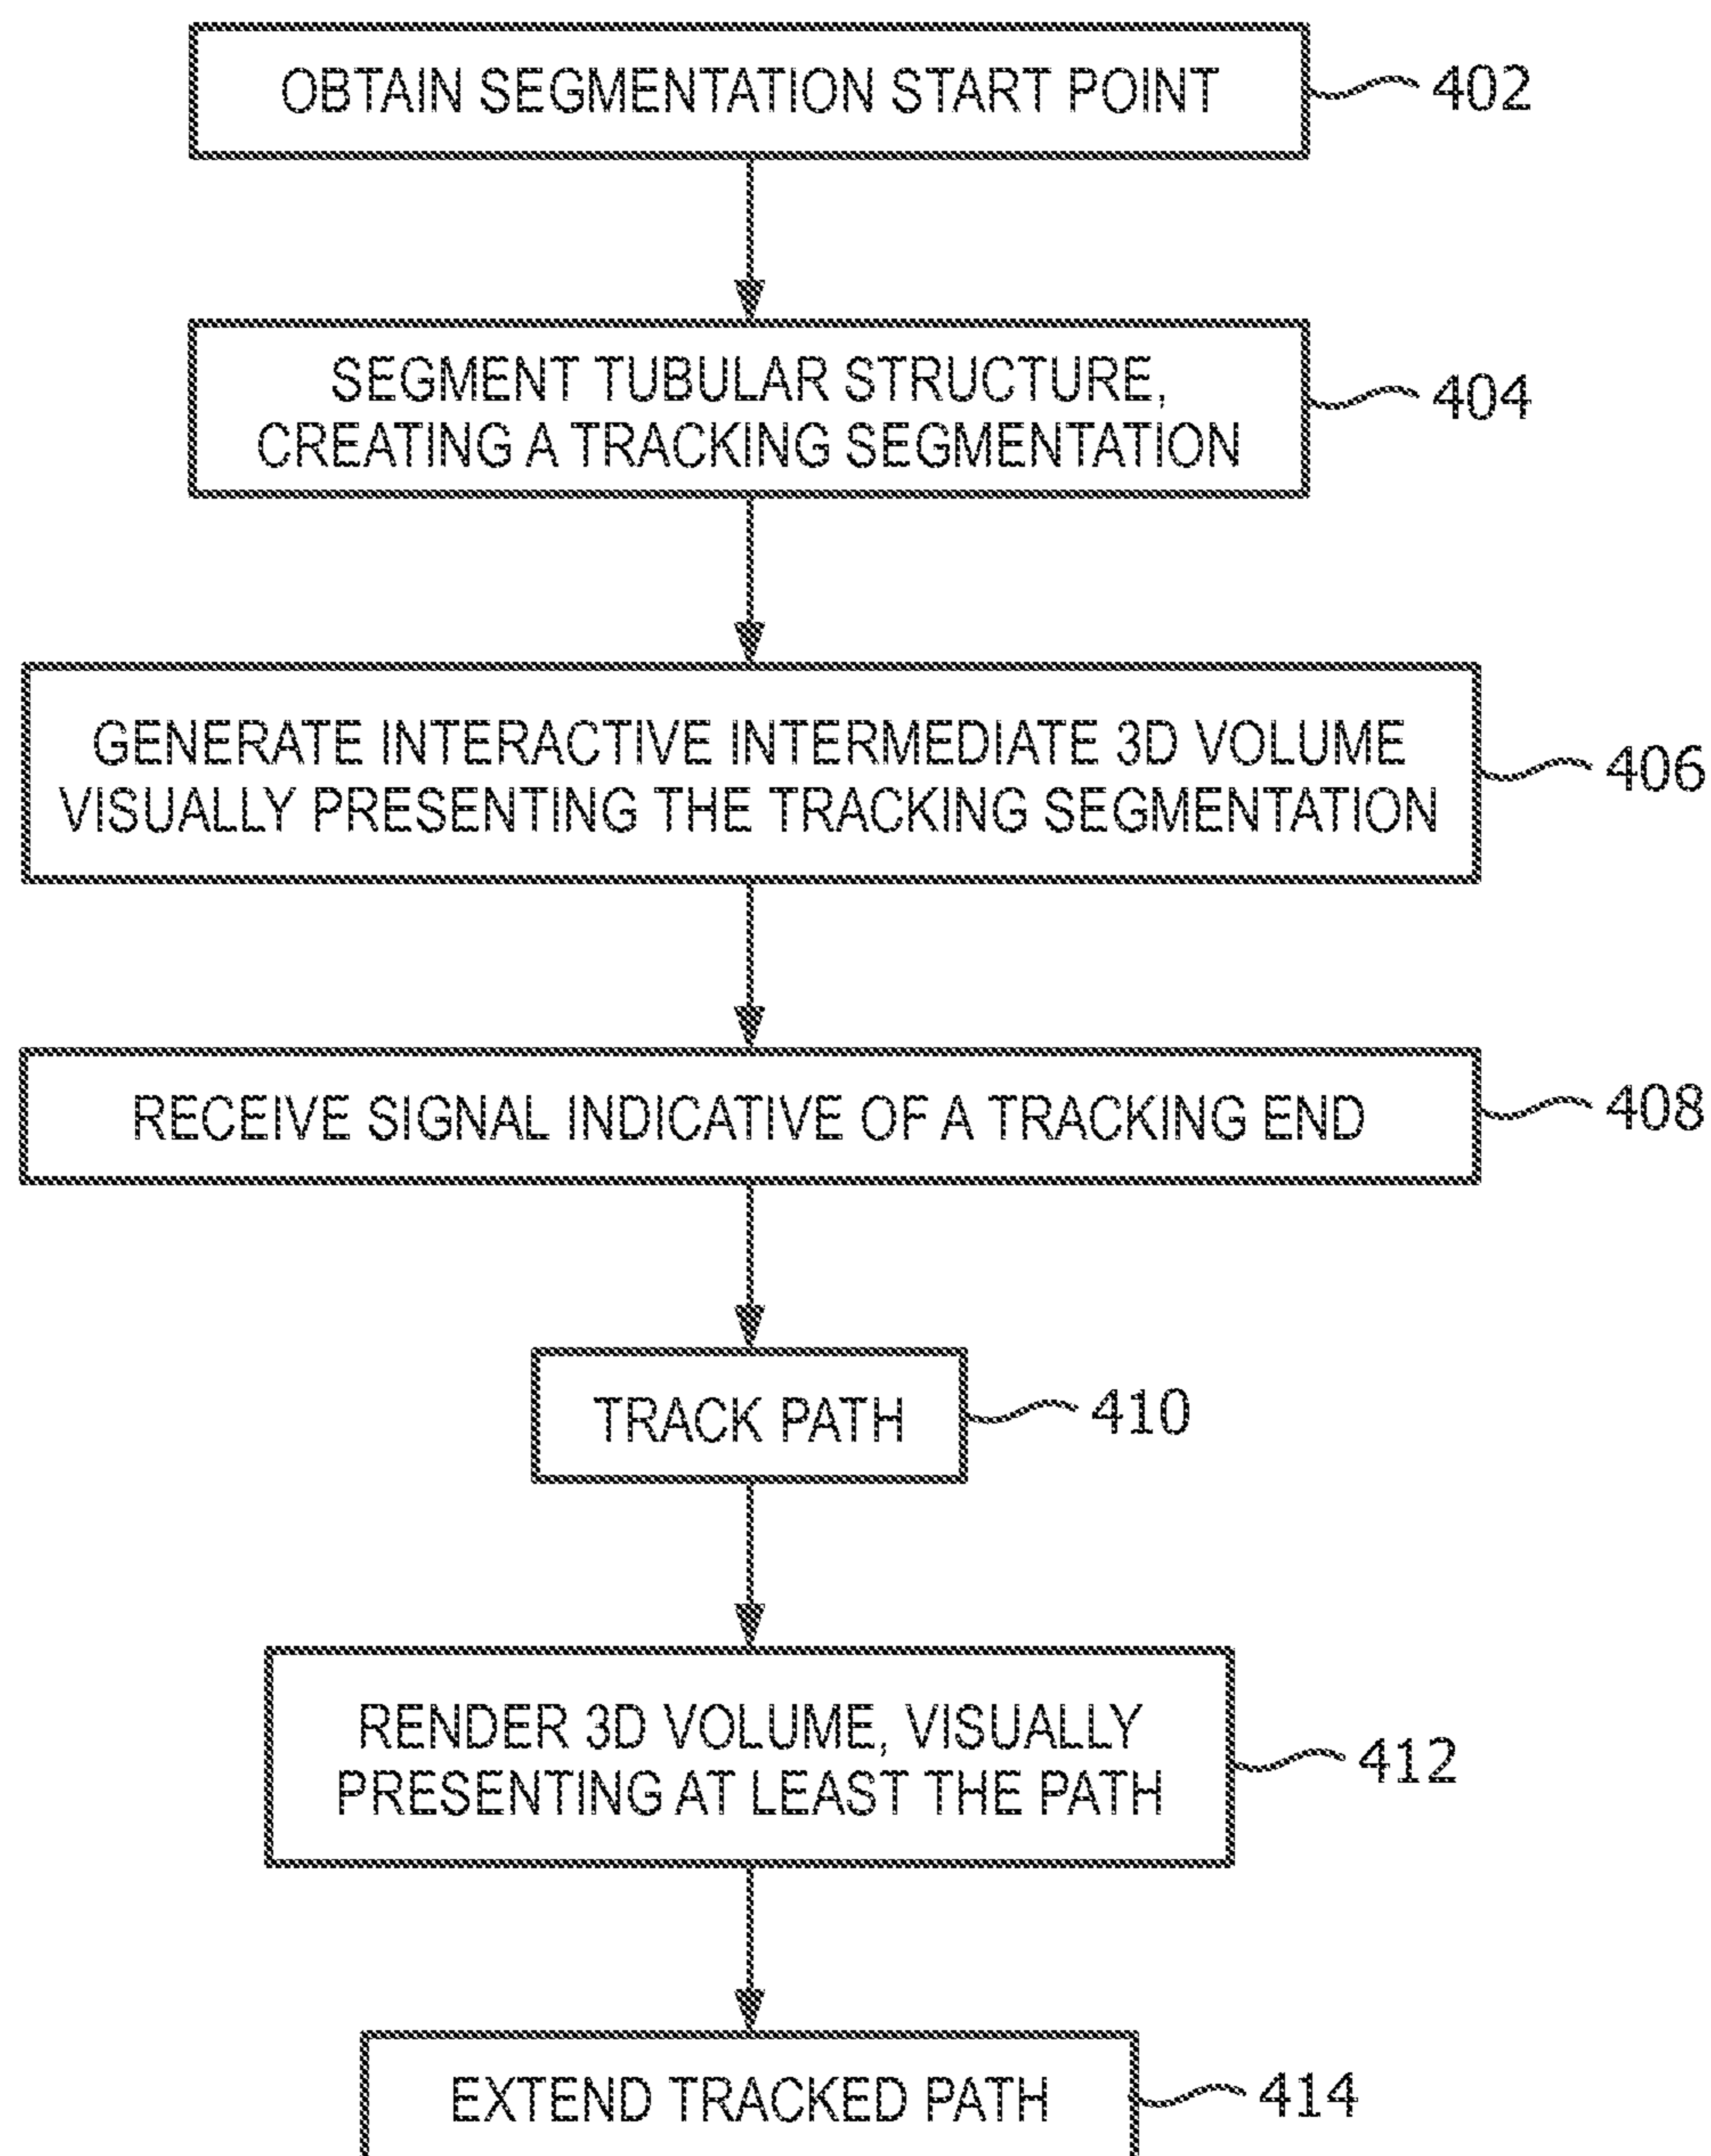 OBTAIN SEGMENTATION START POINT
402
SEGMENT TUBULAR STRUCTURE,
CREATING A TRACKING SEGMENTATION
404
GENERATE INTERACTIVE INTERMEDIATE 3D VOLUME
VISUALLY PRESENTING THE TRACKING SEGMENTATION
406
RECEIVE SIGNAL INDICATIVE OF A TRACKING END
408
TRACK PATH
410
RENDER 3D VOLUME, VISUALLY
PRESENTING AT LEAST THE PATH
412
EXTEND TRACKED PATH
414